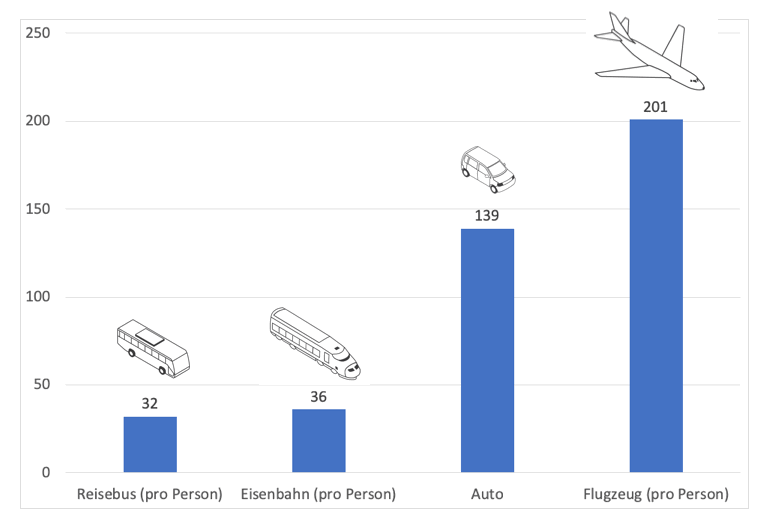 250
200
150
100
50
0
32
36
139
201
Reisebus (pro Person)
Eisenbahn (pro Person)
Auto
Flugzeug (pro Person)